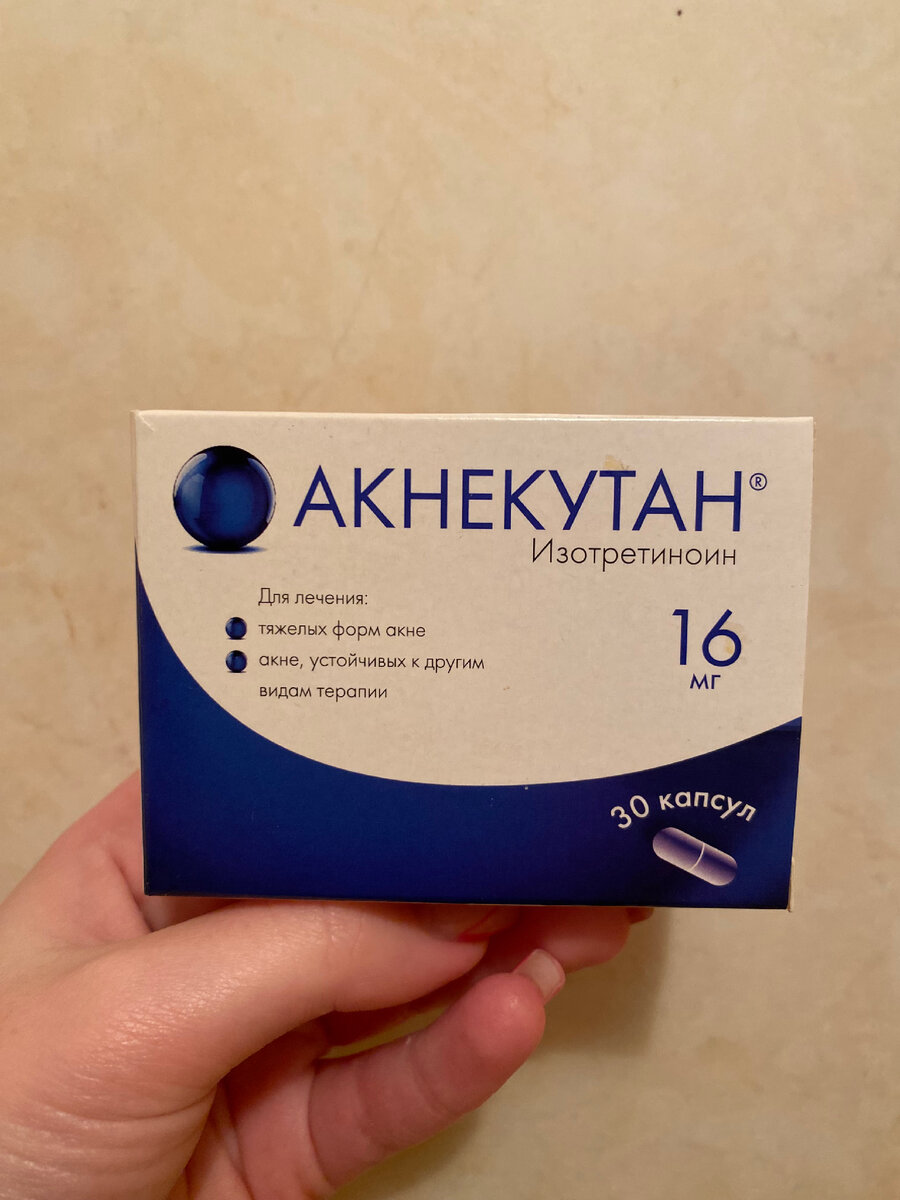 АКНЕКУТАН®
Изотретиноин
Для лечения:
тяжелых форм акне
акне, устойчивых к другим
видам терапии
16
мг
30 капсул